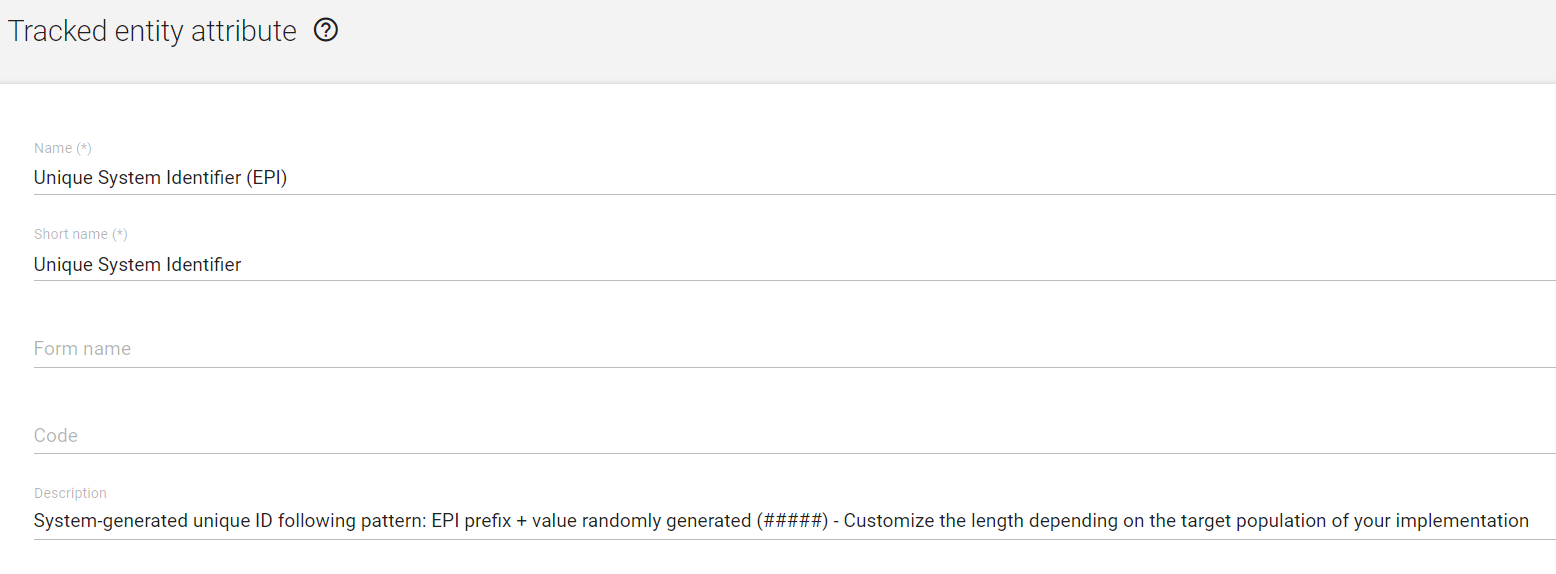 Tracked entity attribute
Name (*)
Unique System Identifier (EPI)
Short name (*)
Unique System Identifier
Form name
Code
Description
System-generated unique ID following pattern: EPI prefix + value randomly generated (#####) - Customize the length depending on the target population of your implementation